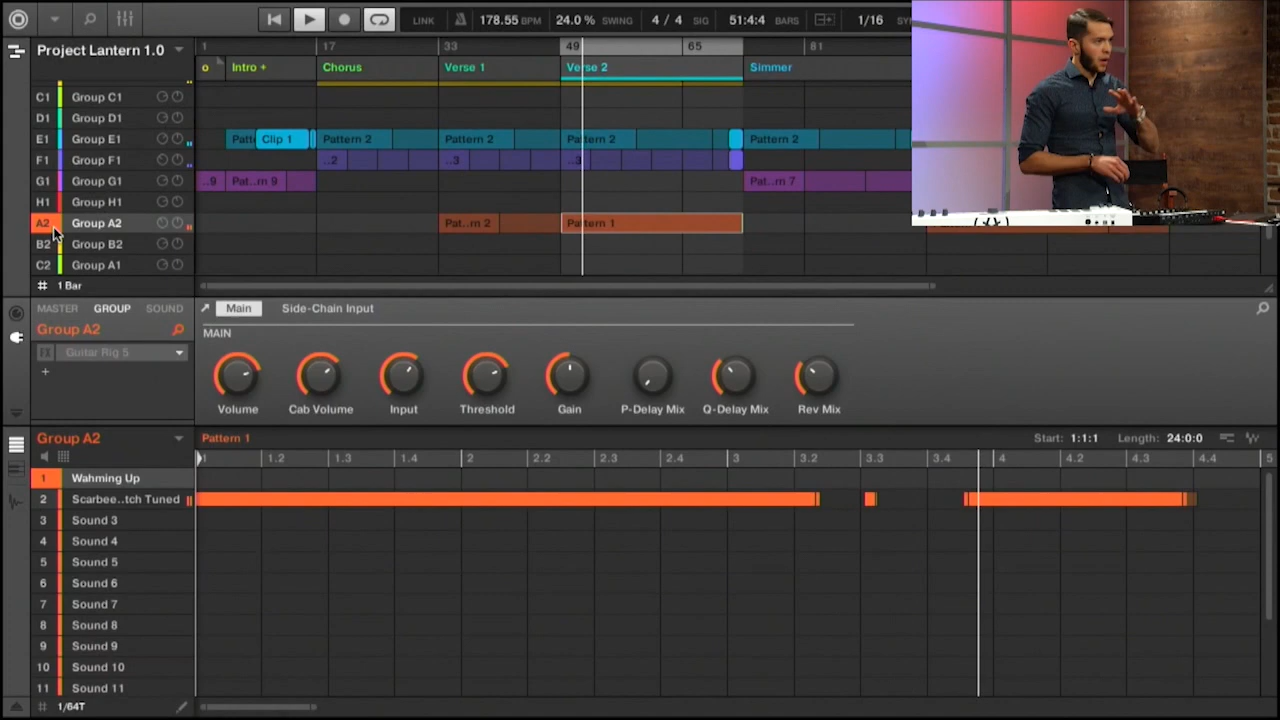 LINK 178.55 BPM 24.0 % SWING 4 / 4 SIG 51:4:4 BARS 1/16
Project Lantern 1.0
1 17 33 49 65 81
o Intro + Chorus Verse 1 Verse 2 Simmer
C1 Group C1
D1 Group D1
E1 Group E1 Clip 1 Pattern 2 Pattern 2 Pattern 2 Pattern 2
F1 Group F1 ..2 ..3 ..3
G1 Group G1 ..9 Pat..rn 9 Pat...rn 7
H1 Group H1
A2 Group A2 Pat..rn 2 Pattern 1
B2 Group B2
C2 Group A1
1 Bar
MASTER GROUP SOUND Main Side-Chain Input
Group A2
MAIN
Guitar Rig 5
+
Volume Cab Volume Input Threshold Gain P-Delay Mix Q-Delay Mix Rev Mix
Group A2 Pattern 1 Start: 1:1:1 Length: 24:0:0
1 1.2 1.3 1.4 2 2.2 2.3 2.4 3 3.2 3.3 3.4 4 4.2 4.3 4.4 5
1 Wahming Up
2 Scarbee..tch Tuned
3 Sound 3
4 Sound 4
5 Sound 5
6 Sound 6
7 Sound 7
8 Sound 8
9 Sound 9
10 Sound 10
11 Sound 11
1/64T